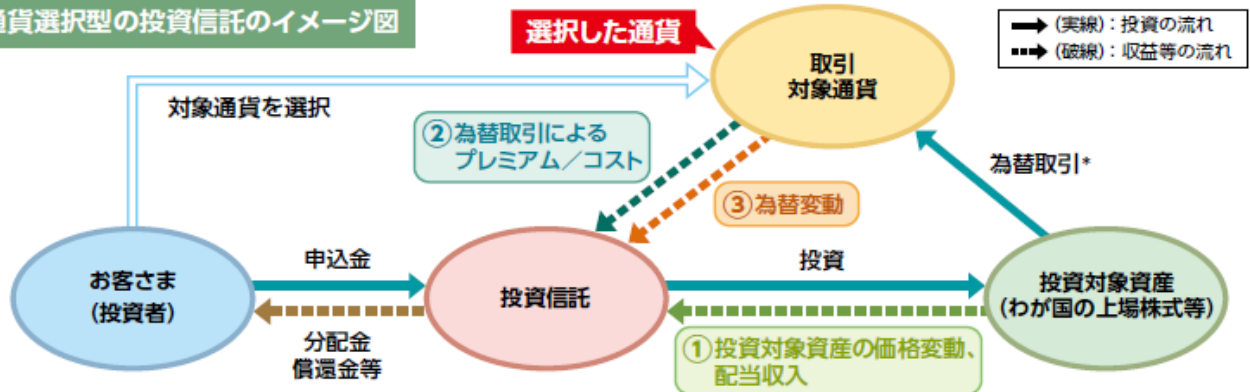 通貨選択型の投資信託のイメージ図
選択した通貨
(実線):投資の流れ
(破線):収益等の流れ
取引
対象通貨
対象通貨を選択
②為替取引による
プレミアム/コスト
為替取引*
③為替変動
お客さま
(投資者)
申込金
投資信託
投資
投資対象資産
(わが国の上場株式等)
分配金
償還金等
①投資対象資産の価格変動、
配当収入